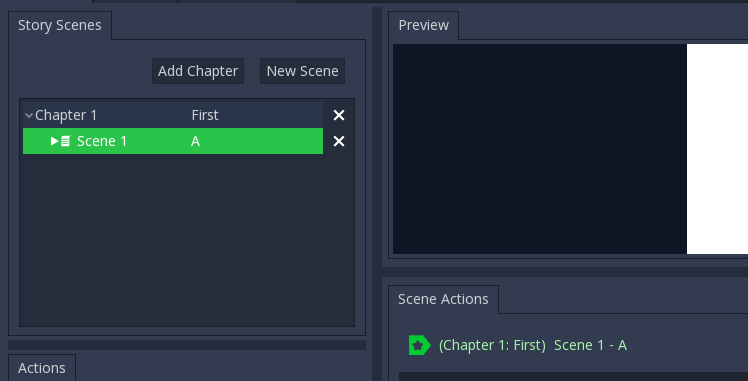 Story Scenes
Add Chapter New Scene
Chapter 1 First
Scene 1 A
Actions
Preview
Scene Actions
(Chapter 1: First) Scene 1 - A